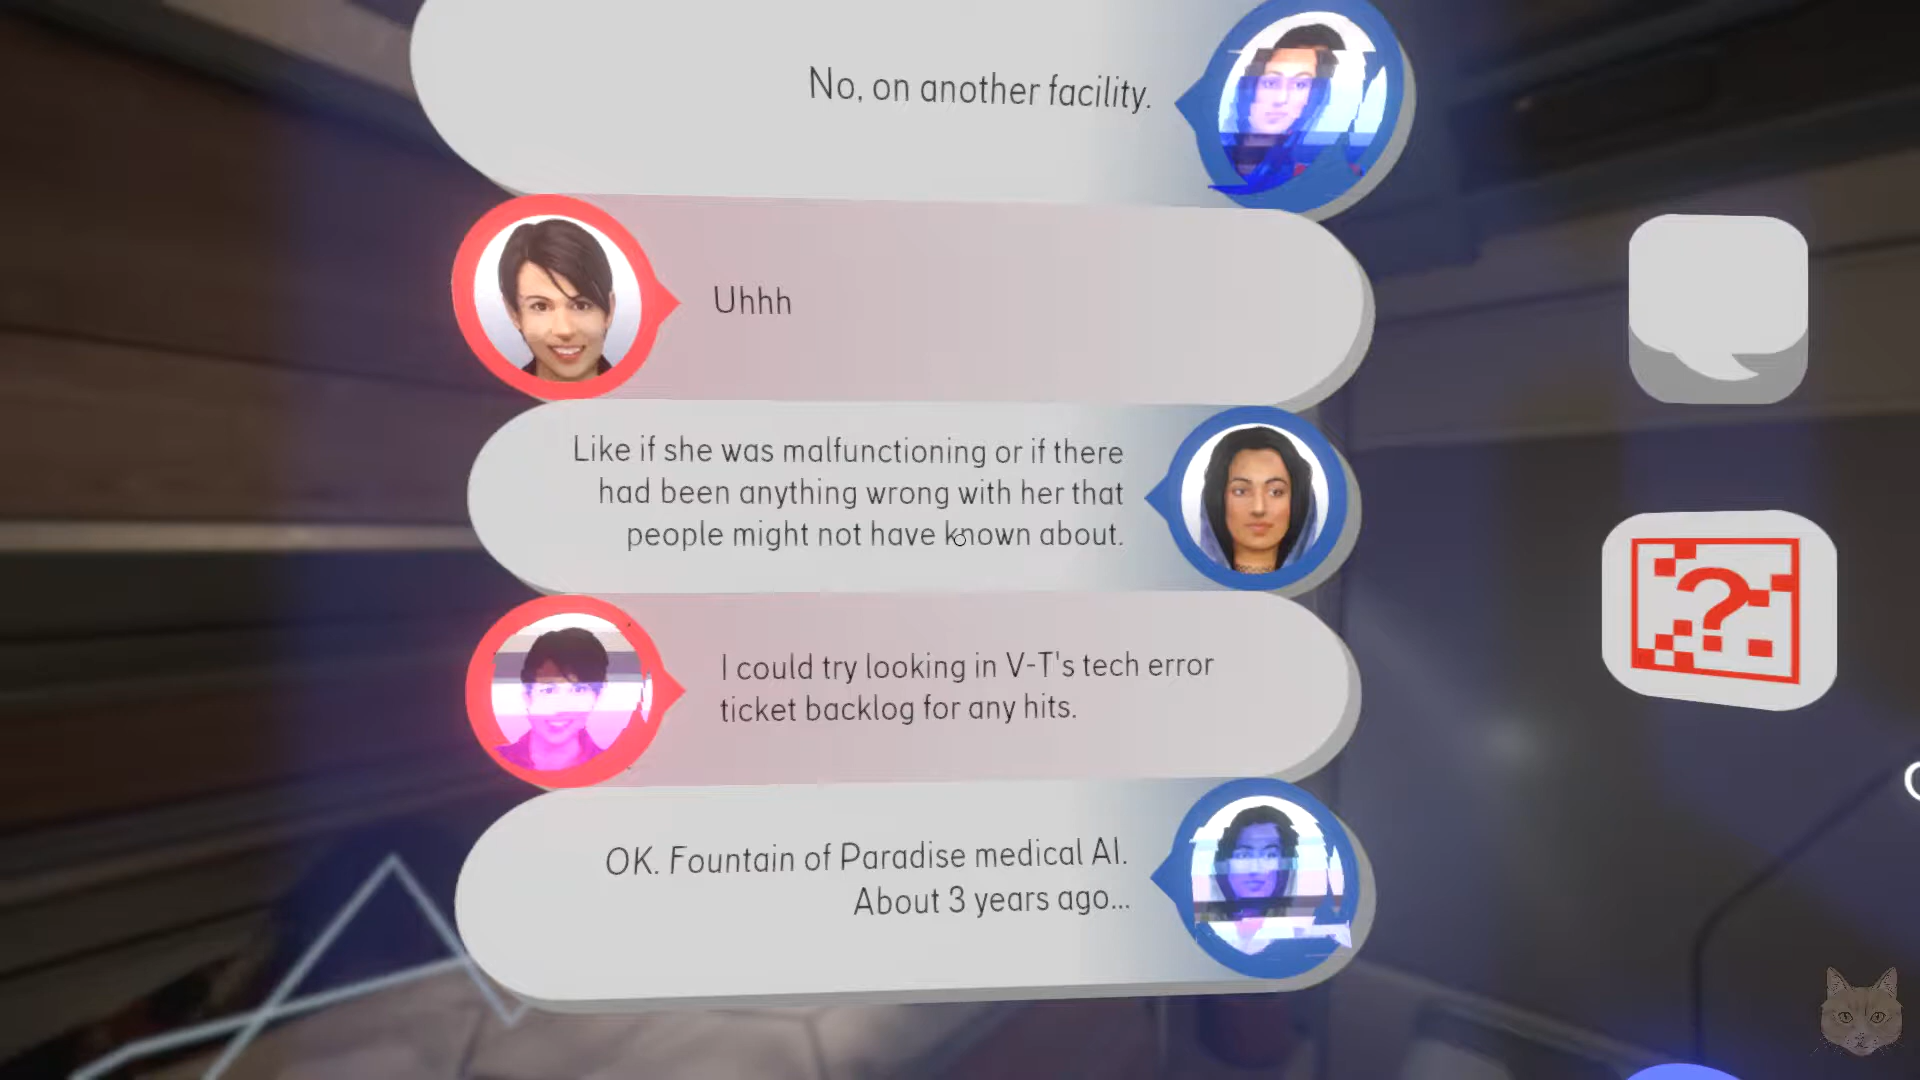 No, on another facility.
Uhhh
Like if she was malfunctioning or if there
had been anything wrong with her that
people might not have known about.
I could try looking in V-T's tech error
ticket backlog for any hits.
OK. Fountain of Paradise medical AI.
About 3 years ago...
?